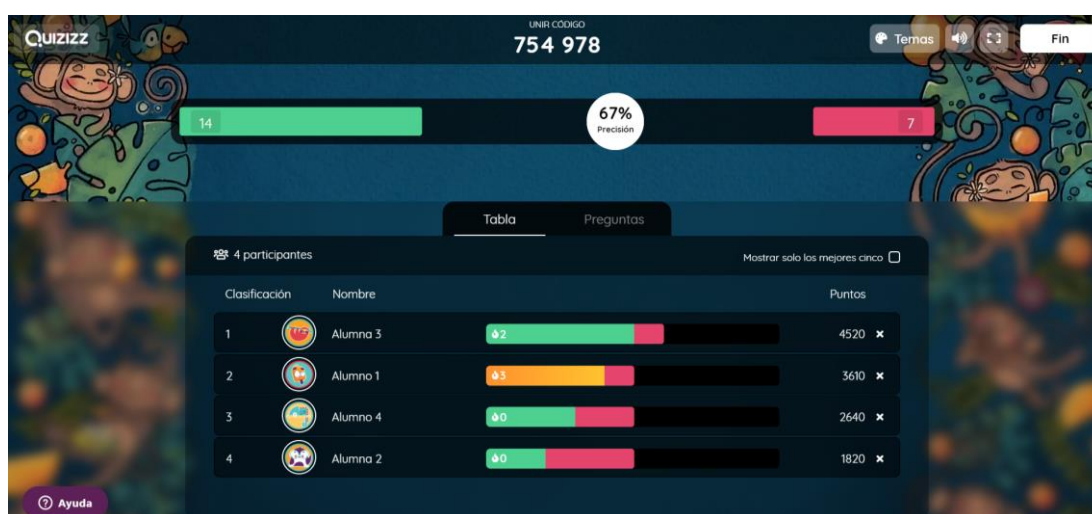 QUIZIZZ
UNIR CÓDIGO
754 978
Temas
Fin
14
67%
Precisión
7
Tabla
Preguntas
4 participantes
Mostrar solo los mejores cinco
Clasificación Nombre Puntos
1 Alumna 3 2 4520
2 Alumno 1 3 3610
3 Alumno 4 0 2640
4 Alumna 2 0 1820
Ayuda